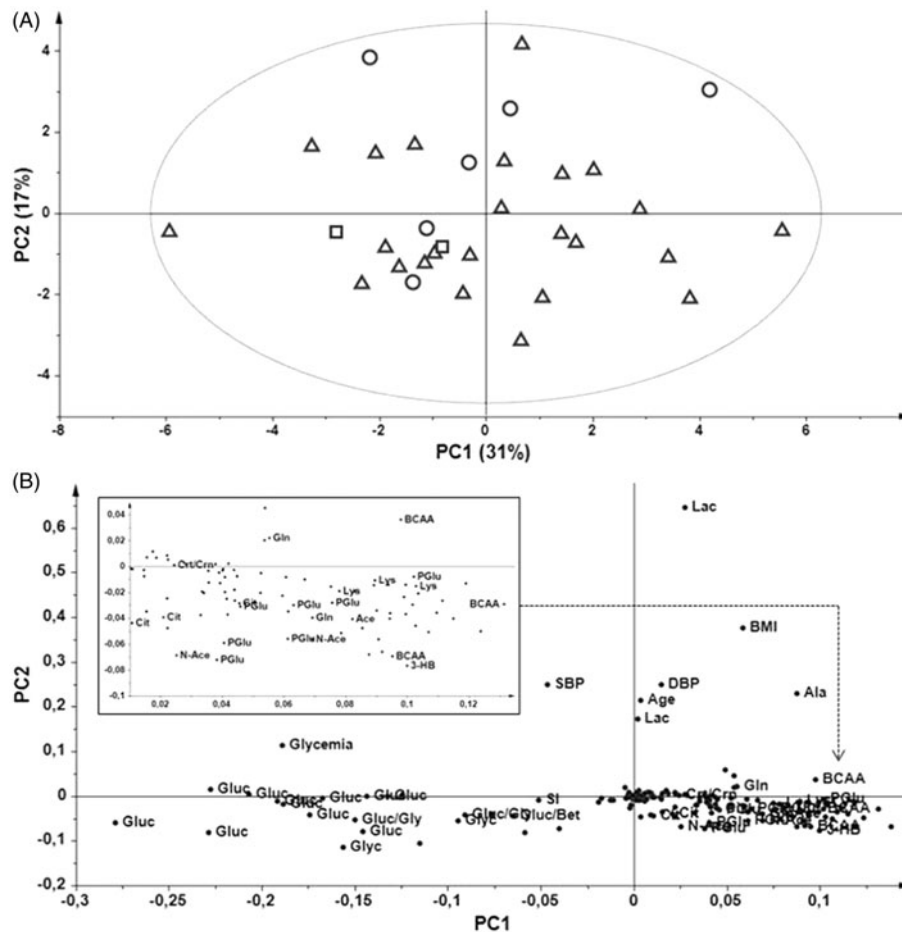 (A)
4
2
0
-2
-4
PC2 (17%)
-8 -6 -4 -2 0 2 4 6
PC1 (31%)
(B)
0,6
0,5
0,4
0,3
0,2
0,1
0
-0,1
-0,2
PC2
0,04
0,02
0
-0,02
-0,04
-0,06
-0,08
-0,1
0,02 0,04 0,06 0,08 0,1 0,12
BCAA
Gln
Crt/Crn
PGlu
Lys
Lys
Lys
PGlu
PGlu
PGlu
BCAA
Cit
Cit
Gln
Ace
PGlu
PGlu
N-Ace
N-Ace
PGlu
BCAA
3-HB
Lac
BMI
SBP
DBP
Ala
Age
Lac
Glycemia
BCAA
Gln
Gluc
Gluc
Gluc
Gluc
Gluc
Crt/Crn
PGlu
SI
Gluc
Gluc/Gly
Glyc
Gluc/Bet
Gluc
Gluc
Gluc
Glyc
BCAA
3-HB
-0,3 -0,25 -0,2 -0,15 -0,1 -0,05 0 0,05 0,1
PC1